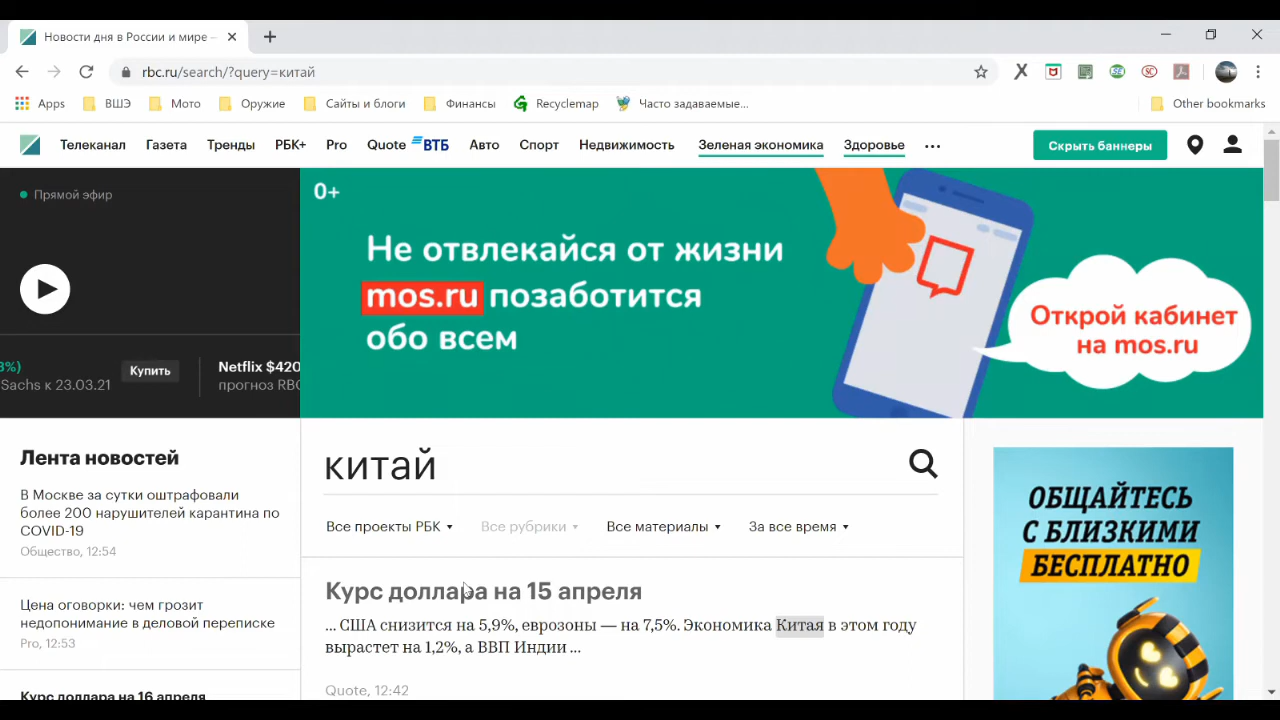 Новости дня в России и мире —
rbc.ru/search/?query=китай
Apps ВШЭ Мото Оружие Сайты и блоги Финансы Recyclemap Часто задаваемые... Other bookmarks
Телеканал Газета Тренды РБК+ Pro Quote ВТБ Авто Спорт Недвижимость Зеленая экономика Здоровье ... Скрыть баннеры
Прямой эфир
3%) Купить Netflix $420
Sachs к 23.03.21 прогноз RBC
0+
Не отвлекайся от жизни
mos.ru позаботится
обо всем
Открой кабинет
на mos.ru
Лента новостей
В Москве за сутки оштрафовали
более 200 нарушителей карантина по
COVID-19
Общество, 12:54
Цена оговорки: чем грозит
недопонимание в деловой переписке
Pro, 12:53
Курс доллара на 16 апреля
китай
Все проекты РБК Все рубрики Все материалы За все время
Курс доллара на 15 апреля
... США снизится на 5,9%, еврозоны — на 7,5%. Экономика Китая в этом году
вырастет на 1,2%, а ВВП Индии ...
Quote, 12:42
ОБЩАЙТЕСЬ
С БЛИЗКИМИ
БЕСПЛАТНО